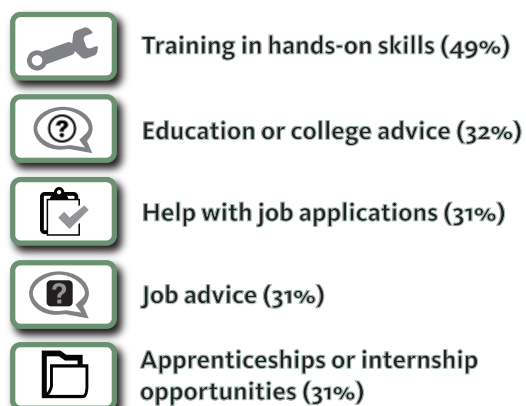 Training in hands-on skills (49%)
?
Education or college advice (32%)
Help with job applications (31%)
?
Job advice (31%)
Apprenticeships or internship
opportunities (31%)